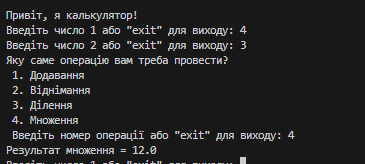 Привіт, я калькулятор!
Введіть число 1 або "exit" для виходу: 4
Введіть число 2 або "exit" для виходу: 3
Яку саме операцію вам треба провести?
1. Додавання
2. Віднімання
3. Ділення
4. Множення
Введіть номер операції або "exit" для виходу: 4
Результат множення = 12.0
Введіть число 1 або "exit" для виходу: